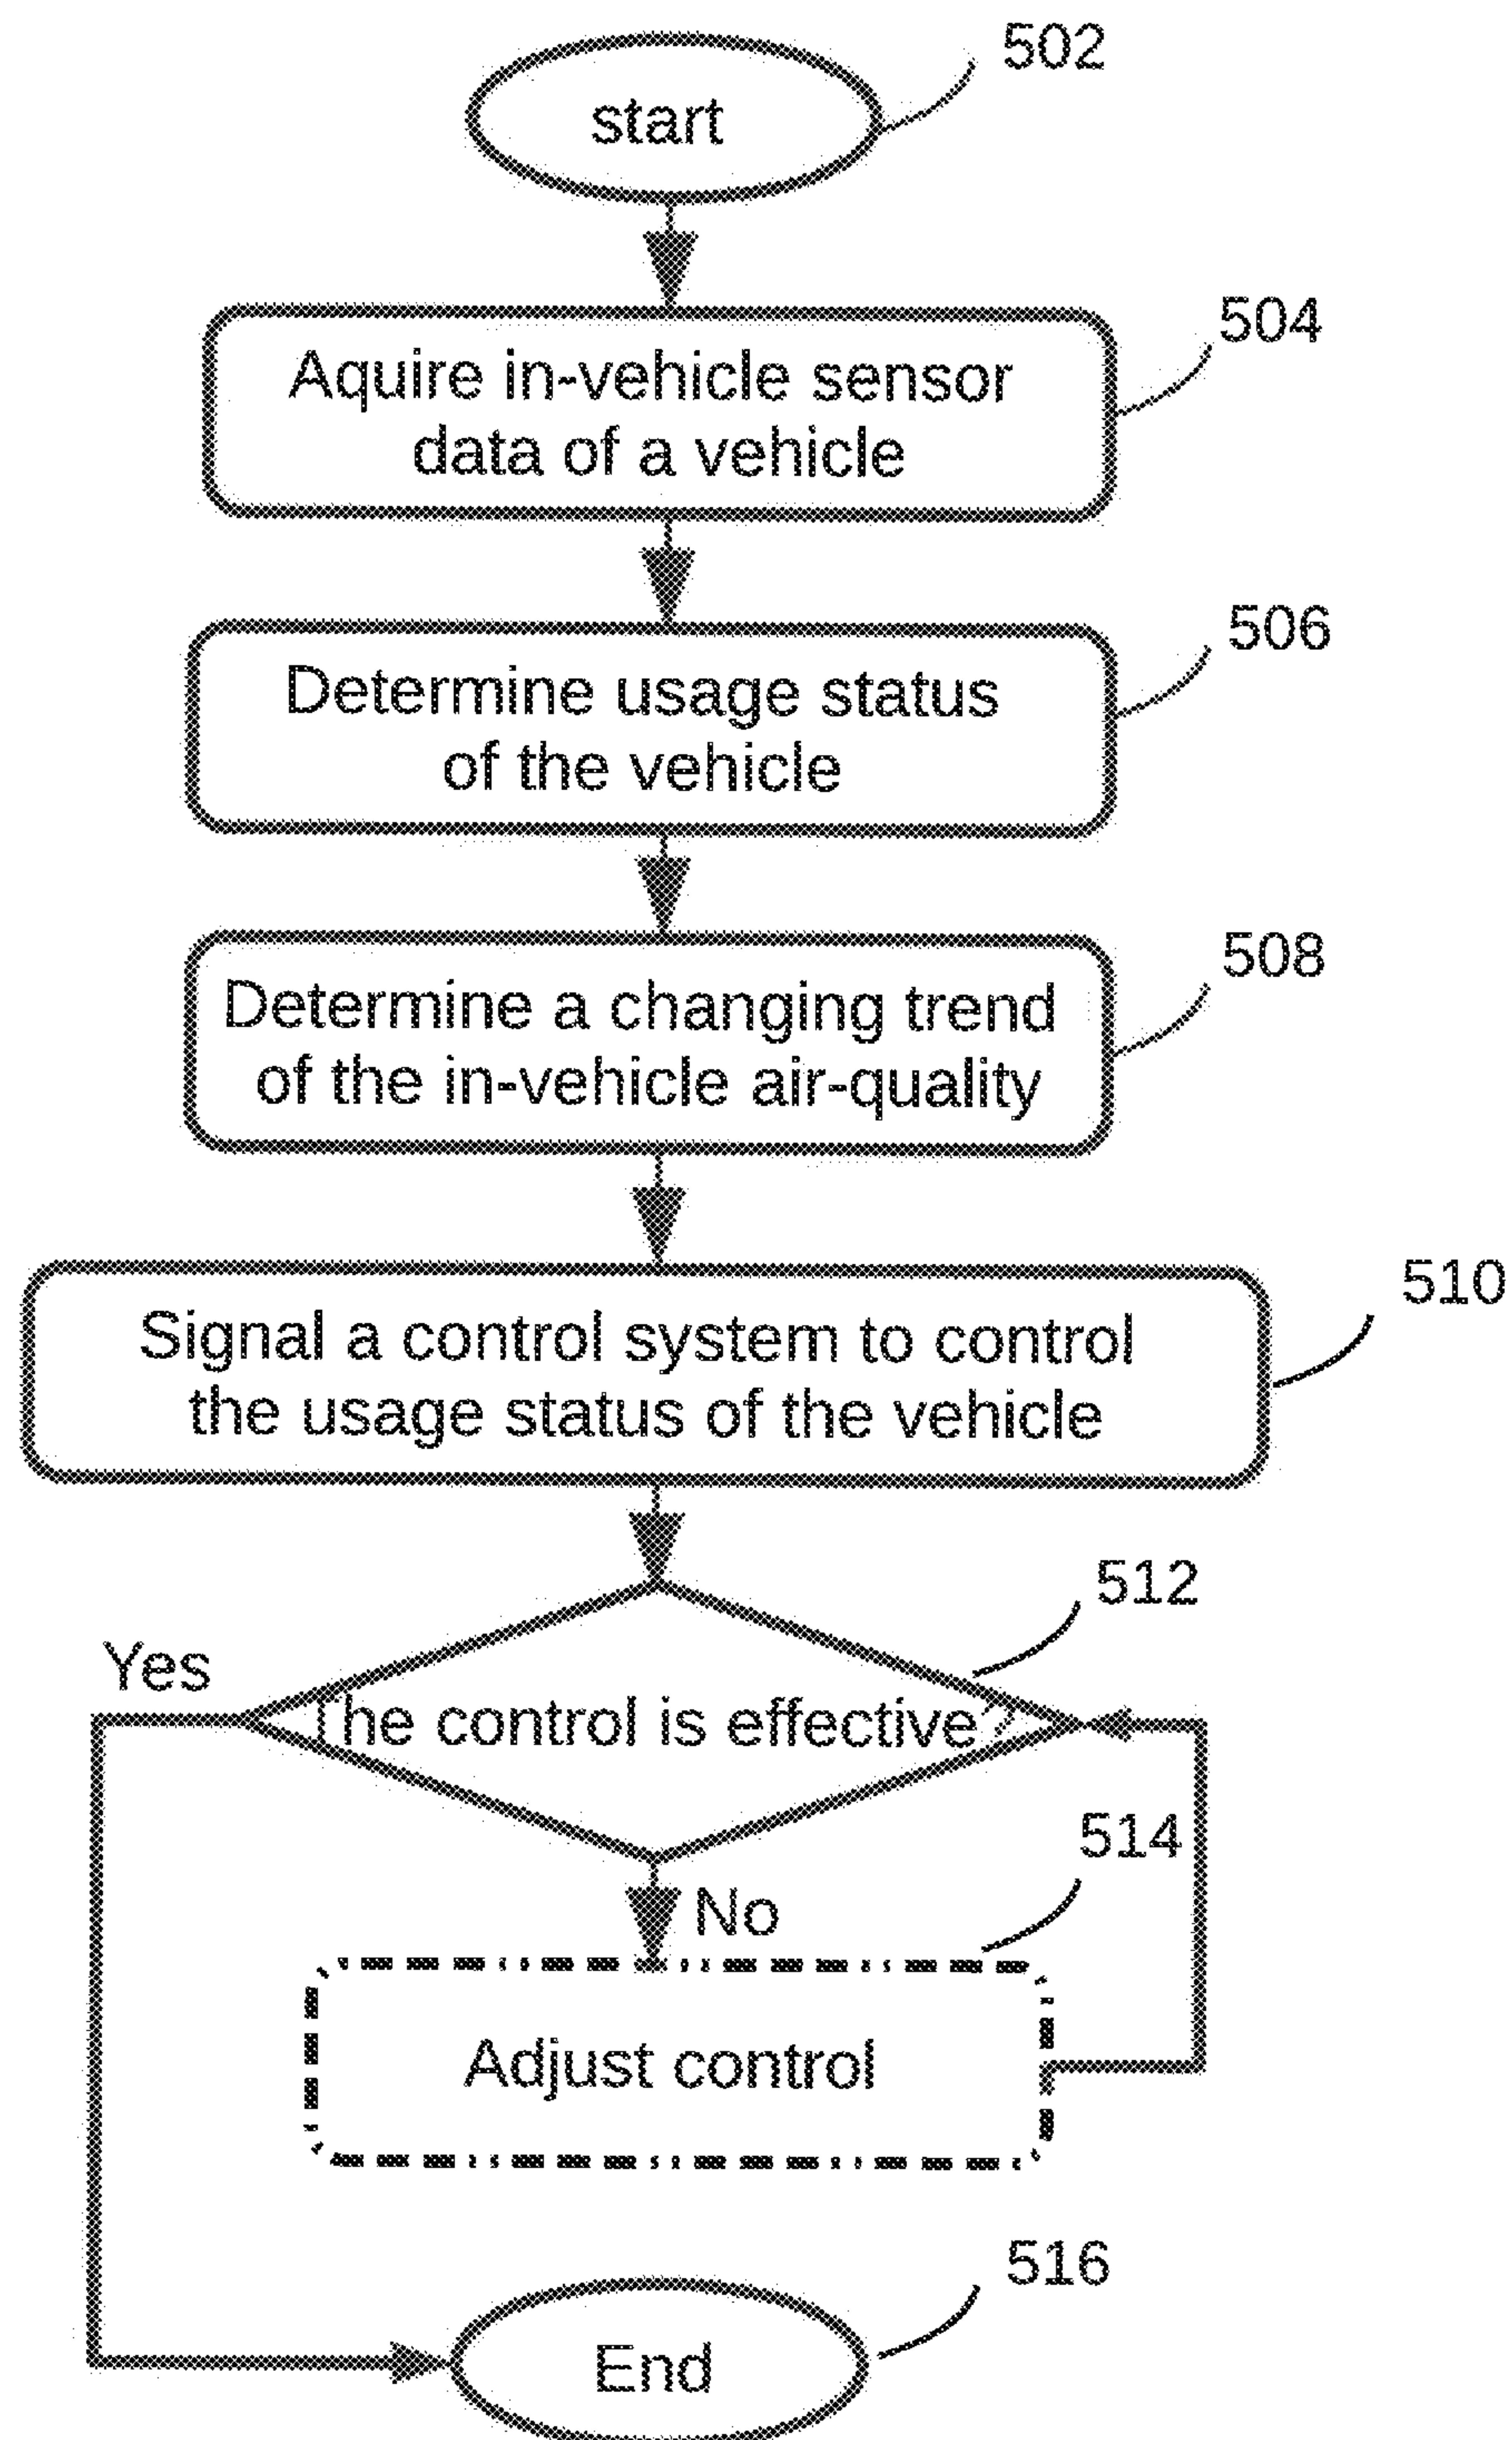 502
start
504
Aquire in-vehicle sensor
data of a vehicle
506
Determine usage status
of the vehicle
508
Determine a changing trend
of the in-vehicle air-quality
510
Signal a control system to control
the usage status of the vehicle
512
Yes
The control is effective?
514
No
Adjust control
516
End